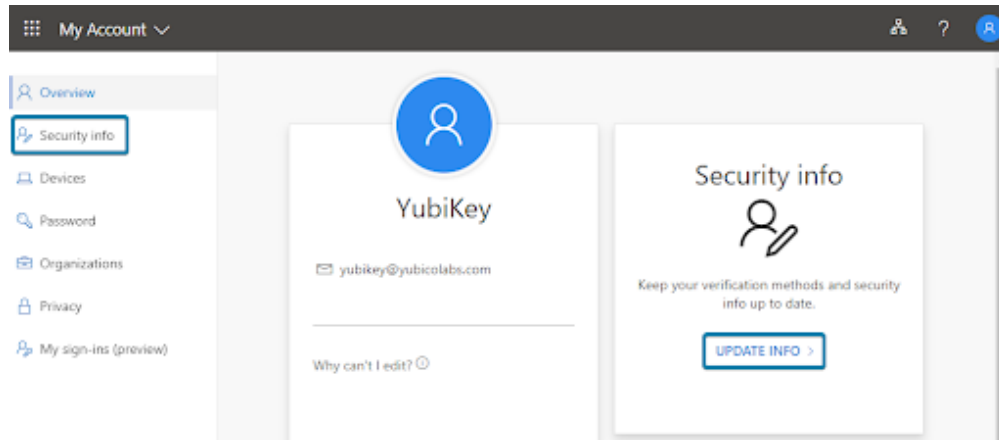 My Account
?
R
Overview
Security info
Devices
Password
Organizations
Privacy
My sign-ins (preview)
YubiKey
yubikey@yubicolabs.com
Why can't I edit?
Security info
Keep your verification methods and security
info up to date.
UPDATE INFO >